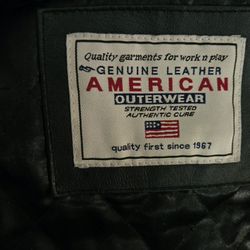 Quality garments for work n play
GENUINE LEATHER
AMERICAN
OUTERWEAR
STRENGTH TESTED
AUTHENTIC CURE
quality first since 1967